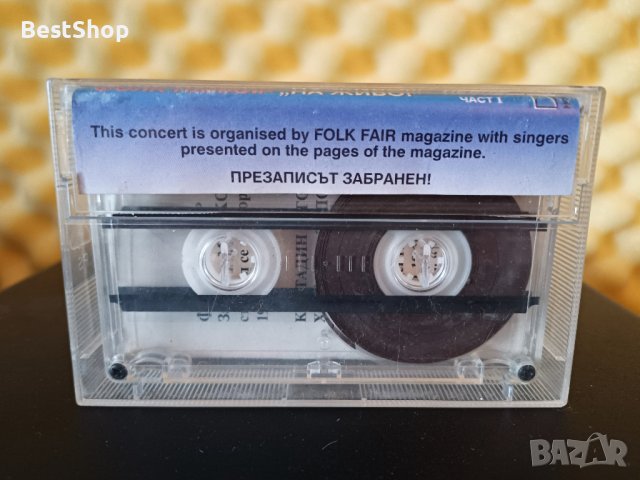 BestShop
„НА ЖИВО!
ЧАСТ I
This concert is organised by FOLK FAIR magazine with singers
presented on the pages of the magazine.
ПРЕЗАПИСЪТ ЗАБРАНЕН!
BAZAR